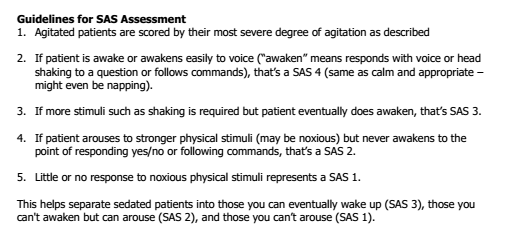 Guidelines for SAS Assessment
1. Agitated patients are scored by their most severe degree of agitation as described
2. If patient is awake or awakens easily to voice ("awaken" means responds with voice or head
shaking to a question or follows commands), that's a SAS 4 (same as calm and appropriate –
might even be napping).
3. If more stimuli such as shaking is required but patient eventually does awaken, that's SAS 3.
4. If patient arouses to stronger physical stimuli (may be noxious) but never awakens to the
point of responding yes/no or following commands, that's a SAS 2.
5. Little or no response to noxious physical stimuli represents a SAS 1.
This helps separate sedated patients into those you can eventually wake up (SAS 3), those you
can't awaken but can arouse (SAS 2), and those you can't arouse (SAS 1).